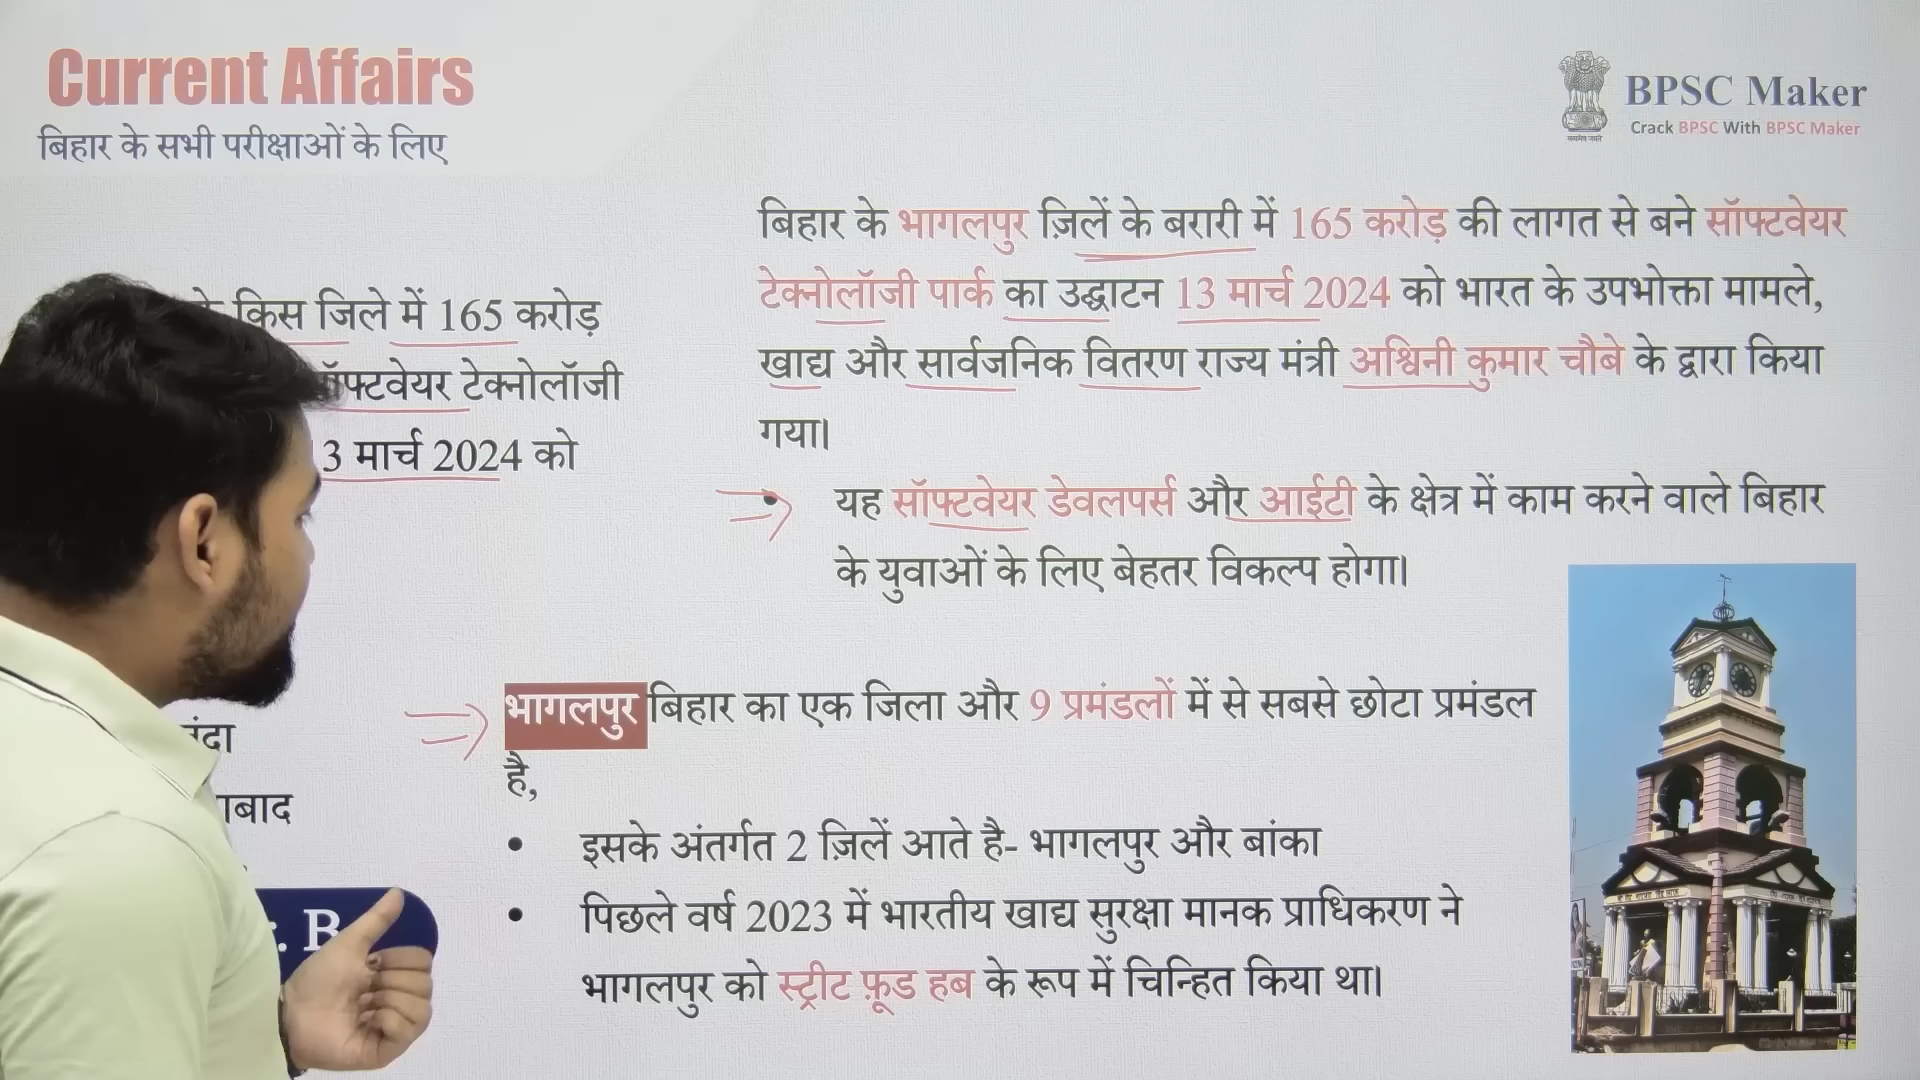 Current Affairs
बिहार के सभी परीक्षाओं के लिए
BPSC Maker
Crack BPSC With BPSC Maker
बिहार के भागलपुर ज़िलें के बरारी में 165 करोड़ की लागत से बने सॉफ्टवेयर
टेक्नोलॉजी पार्क का उद्घाटन 13 मार्च 2024 को भारत के उपभोक्ता मामले,
खाद्य और सार्वजनिक वितरण राज्य मंत्री अश्विनी कुमार चौबे के द्वारा किया
गया।
किस जिले में 165 करोड़
सॉफ्टवेयर टेक्नोलॉजी
3 मार्च 2024 को
यह सॉफ्टवेयर डेवलपर्स और आईटी के क्षेत्र में काम करने वाले बिहार
के युवाओं के लिए बेहतर विकल्प होगा।
भागलपुर बिहार का एक जिला और 9 प्रमंडलों में से सबसे छोटा प्रमंडल
है,
• इसके अंतर्गत 2 ज़िलें आते है- भागलपुर और बांका
• पिछले वर्ष 2023 में भारतीय खाद्य सुरक्षा मानक प्राधिकरण ने
भागलपुर को स्ट्रीट फ़ूड हब के रूप में चिन्हित किया था।
B